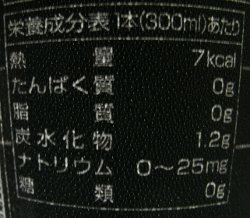 栄養成分表1本(300ml)あたり
熱量 7kcal
たんぱく質 0g
脂質 0g
炭水化物 1.2g
ナトリウム 0〜25mg
糖類 0g